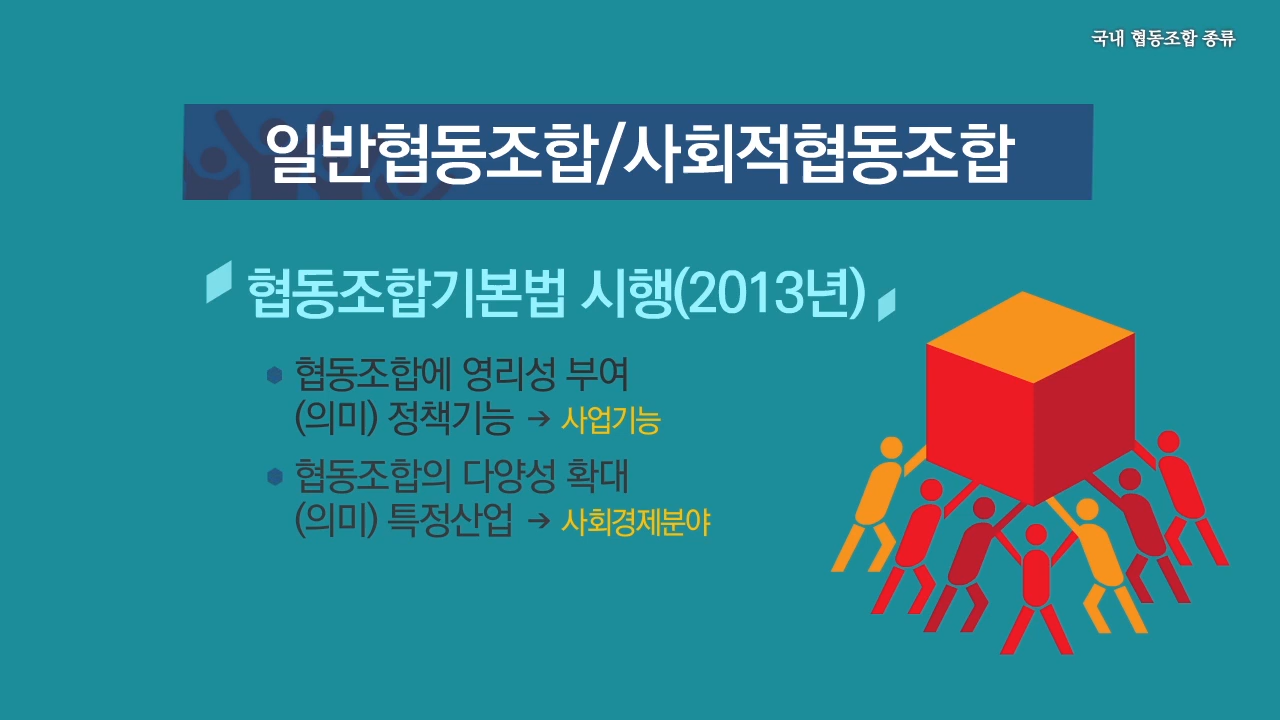 국내 협동조합 종류
일반협동조합/사회적협동조합
협동조합기본법 시행(2013년)
협동조합에 영리성 부여
(의미) 정책기능 → 사업기능
협동조합의 다양성 확대
(의미) 특정산업 → 사회경제분야